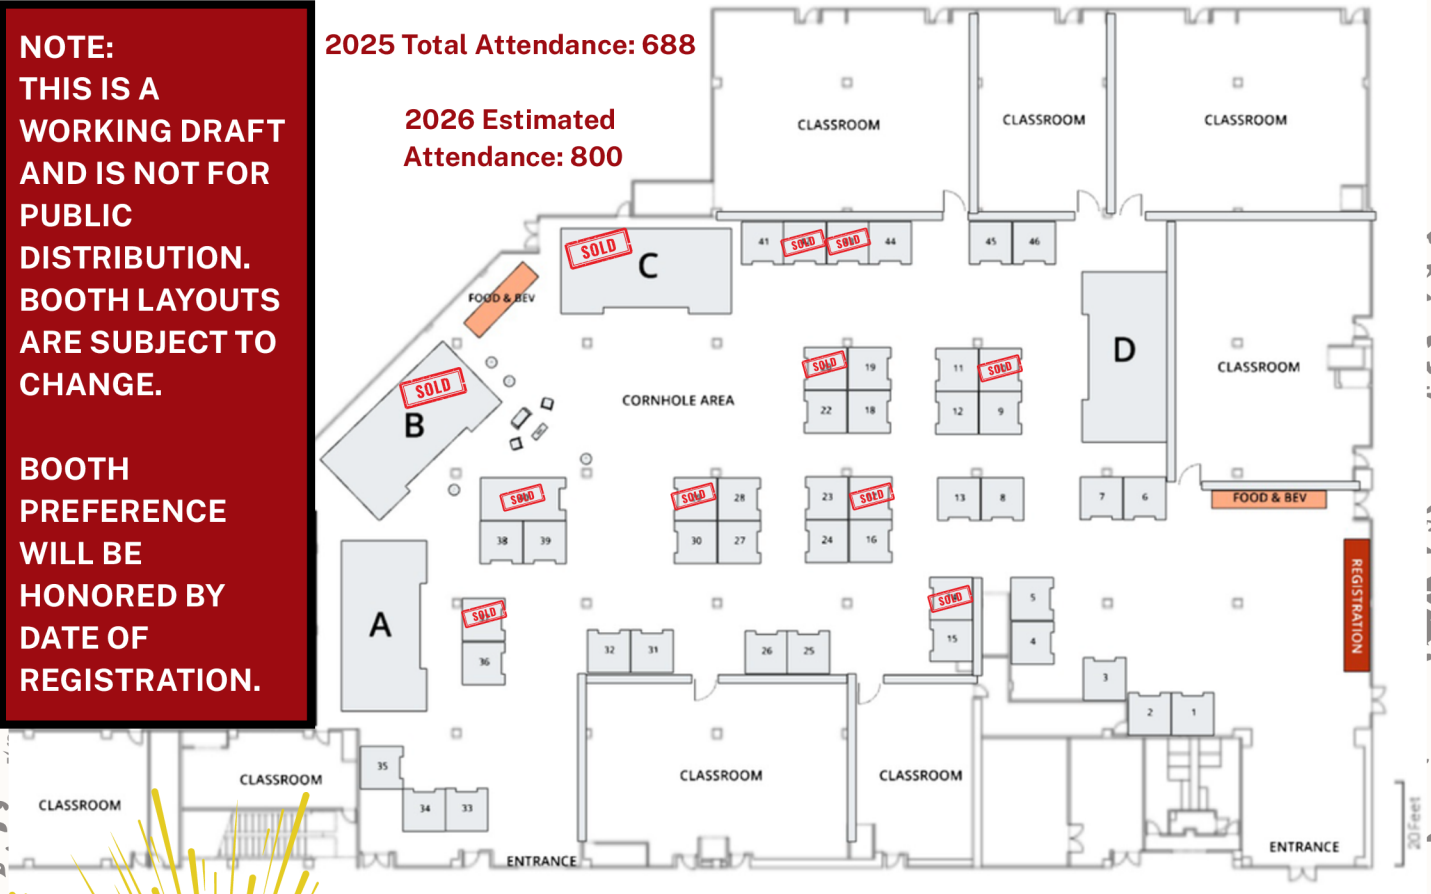 NOTE:
THIS IS A
WORKING DRAFT
AND IS NOT FOR
PUBLIC
DISTRIBUTION.
BOOTH LAYOUTS
ARE SUBJECT TO
CHANGE.
BOOTH
PREFERENCE
WILL BE
HONORED BY
DATE OF
REGISTRATION.
2025 Total Attendance: 688
2026 Estimated
Attendance: 800
CLASSROOM
CLASSROOM
CLASSROOM
SOLD
C
41
SOLD
SOLD
44
45
46
FOOD & BEV
D
CLASSROOM
SOLD
B
CORNHOLE AREA
SOLD
19
22
18
11
SOLD
12
9
SOLD
38
39
SOLD
28
30
27
23
SOLD
24
16
13
8
7
6
FOOD & BEV
REGISTRATION
A
SOLD
36
32
31
26
25
SOLD
15
5
4
3
2
1
35
34
33
CLASSROOM
CLASSROOM
CLASSROOM
CLASSROOM
ENTRANCE
ENTRANCE
20 Feet